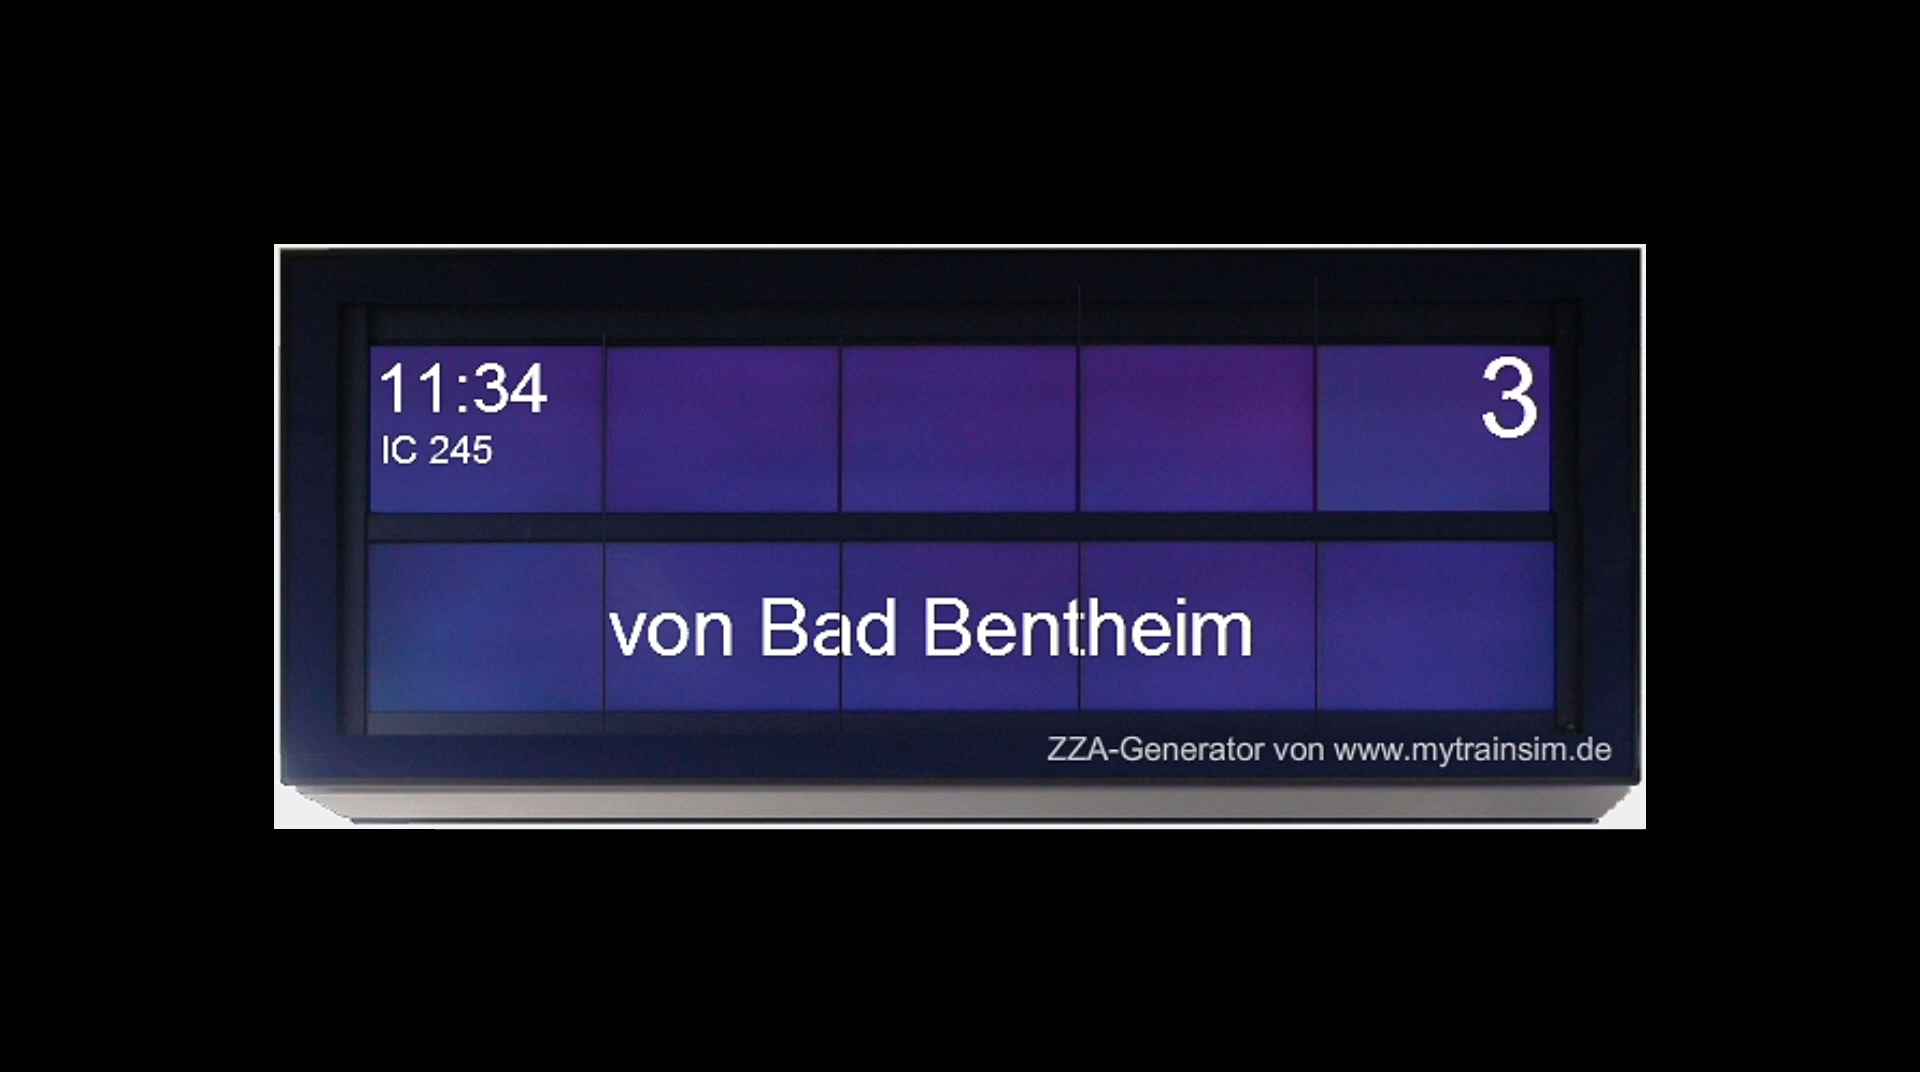 11:34
3
IC 245
von Bad Bentheim
ZZA-Generator von www.mytrainsim.de